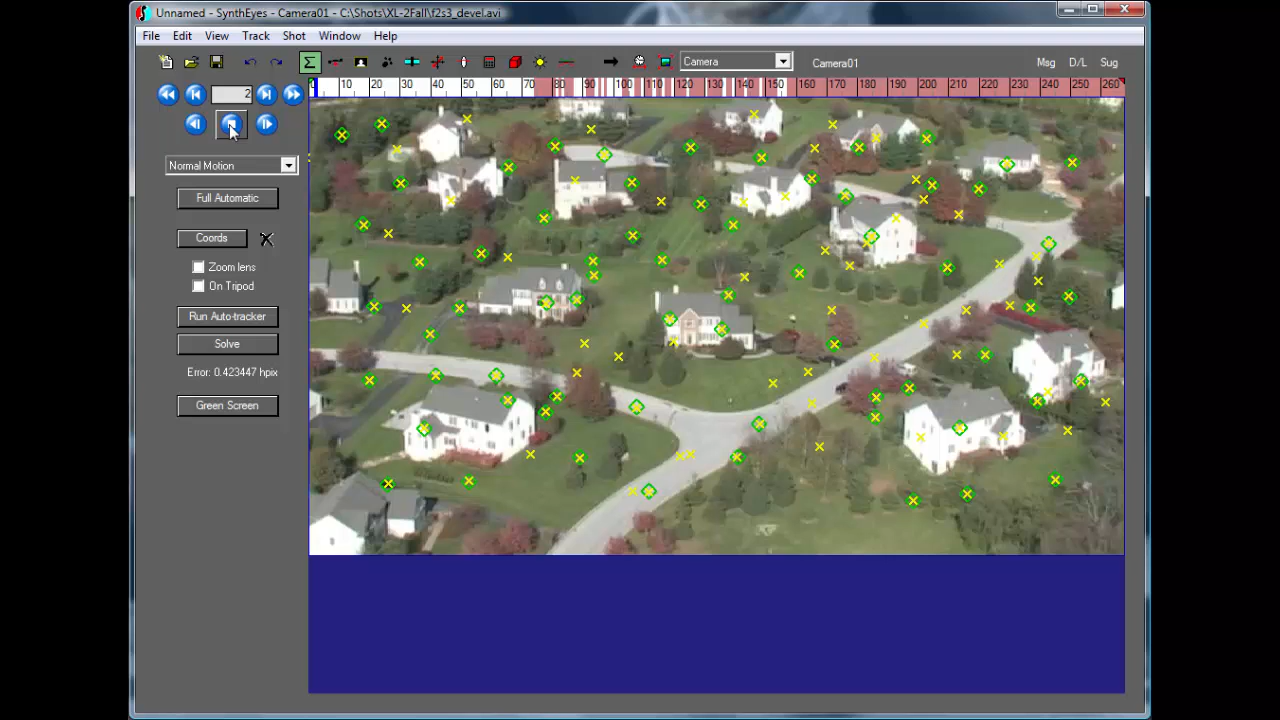 Unnamed - SynthEyes - Camera01 - C:\Shots\XL-2Fall\f2s3_devel.avi
File Edit View Track Shot Window Help
Camera Camera01 Msg D/L Sug
10 20 30 40 50 60 70 80 90 100 110 120 130 140 150 160 170 180 190 200 210 220 230 240 250 260
2
Normal Motion
Full Automatic
Coords
Zoom lens
On Tripod
Run Auto-tracker
Solve
Error: 0.423447 hpix
Green Screen